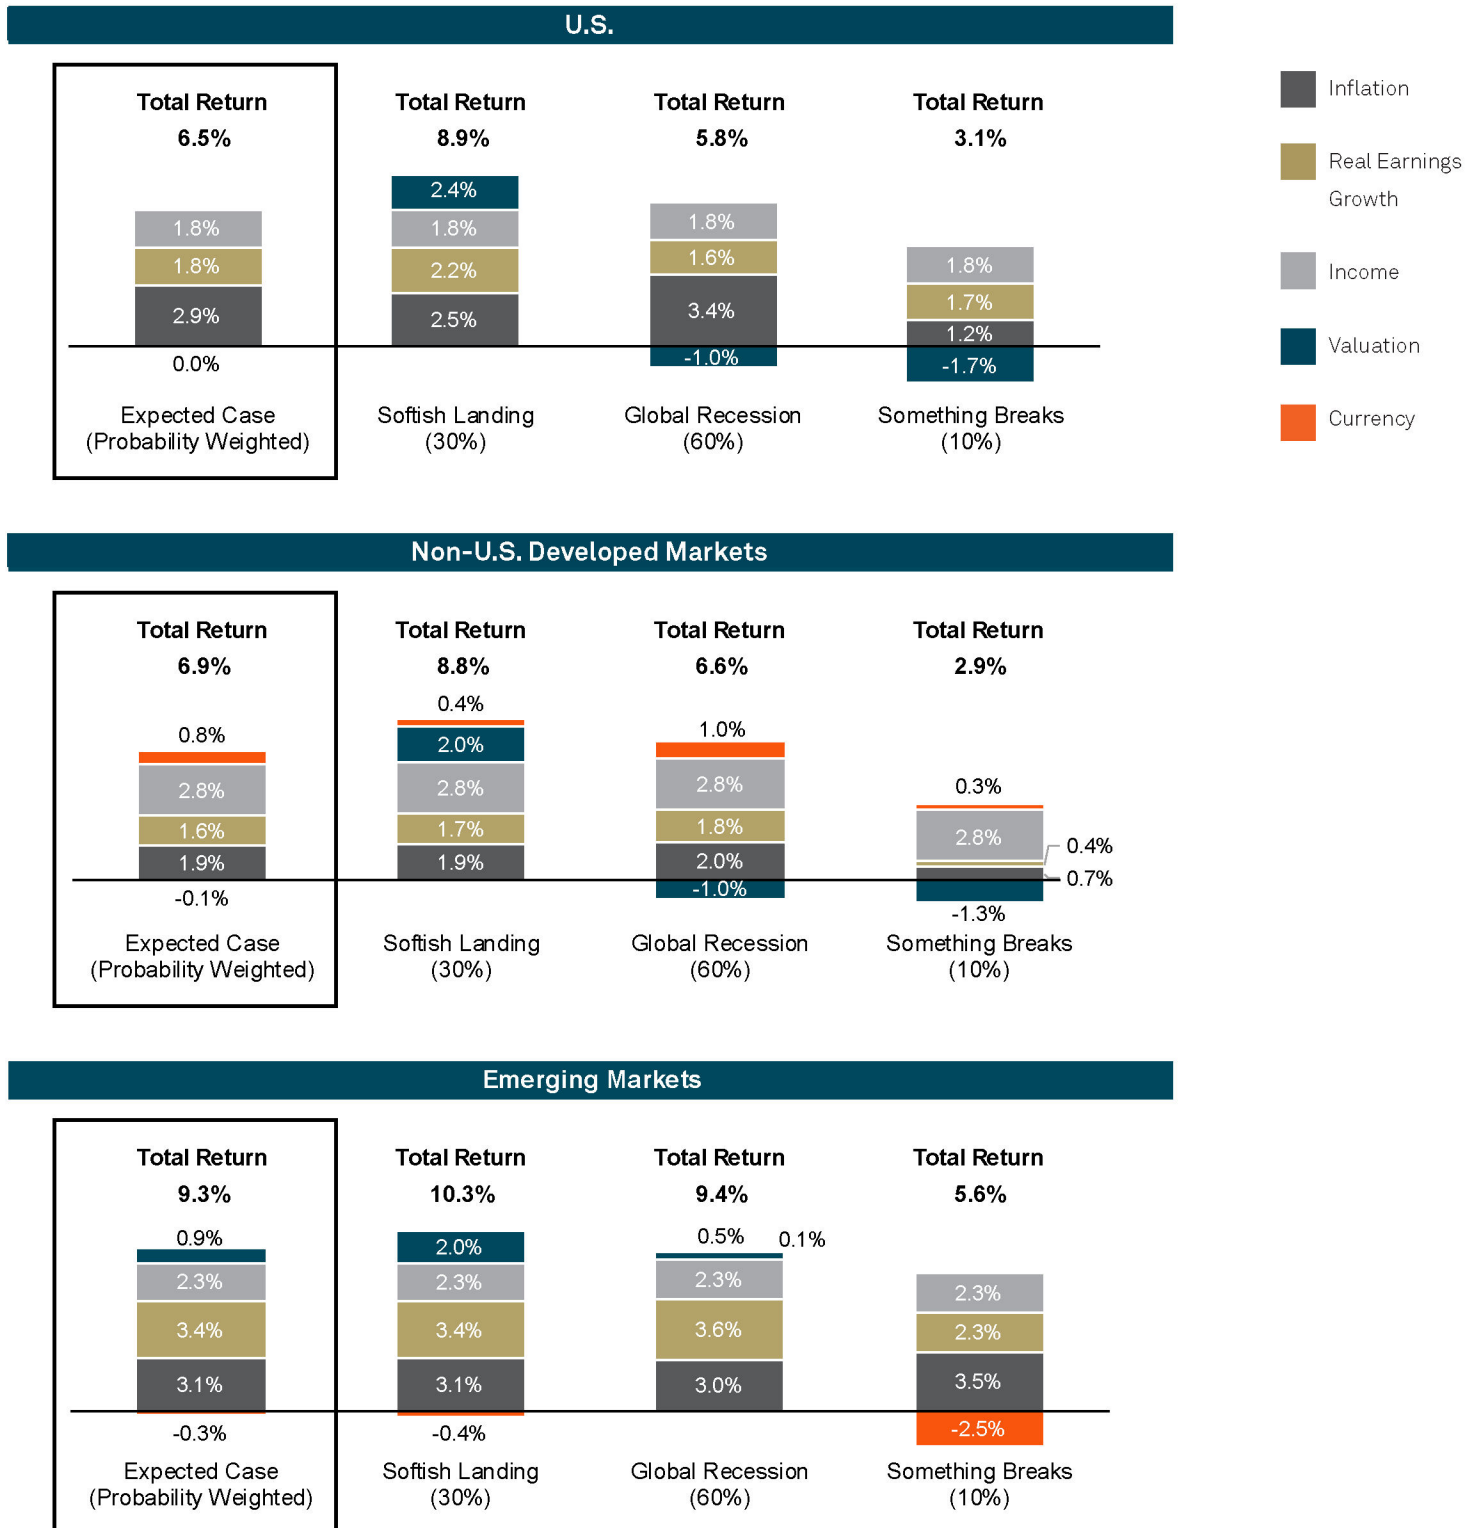 U.S.
Total Return Total Return Total Return Total Return
6.5% 8.9% 5.8% 3.1%
2.4%
1.8% 1.8% 1.8% 1.8%
1.8% 2.2% 1.6% 1.7%
2.9% 2.5% 3.4% 1.2%
0.0% -1.0% -1.7%
Expected Case Softish Landing Global Recession Something Breaks
(Probability Weighted) (30%) (60%) (10%)
Inflation
Real Earnings
Growth
Income
Valuation
Currency
Non-U.S. Developed Markets
Total Return Total Return Total Return Total Return
6.9% 8.8% 6.6% 2.9%
0.8% 0.4% 1.0% 0.3%
2.0%
2.8% 2.8% 2.8% 2.8%
1.6% 1.7% 1.8% 0.4%
1.9% 1.9% 2.0% 0.7%
-0.1% -1.0% -1.3%
Expected Case Softish Landing Global Recession Something Breaks
(Probability Weighted) (30%) (60%) (10%)
Emerging Markets
Total Return Total Return Total Return Total Return
9.3% 10.3% 9.4% 5.6%
0.9% 2.0% 0.5% 0.1%
2.3% 2.3% 2.3% 2.3%
3.4% 3.4% 3.6% 2.3%
3.1% 3.1% 3.0% 3.5%
-0.3% -0.4% -2.5%
Expected Case Softish Landing Global Recession Something Breaks
(Probability Weighted) (30%) (60%) (10%)